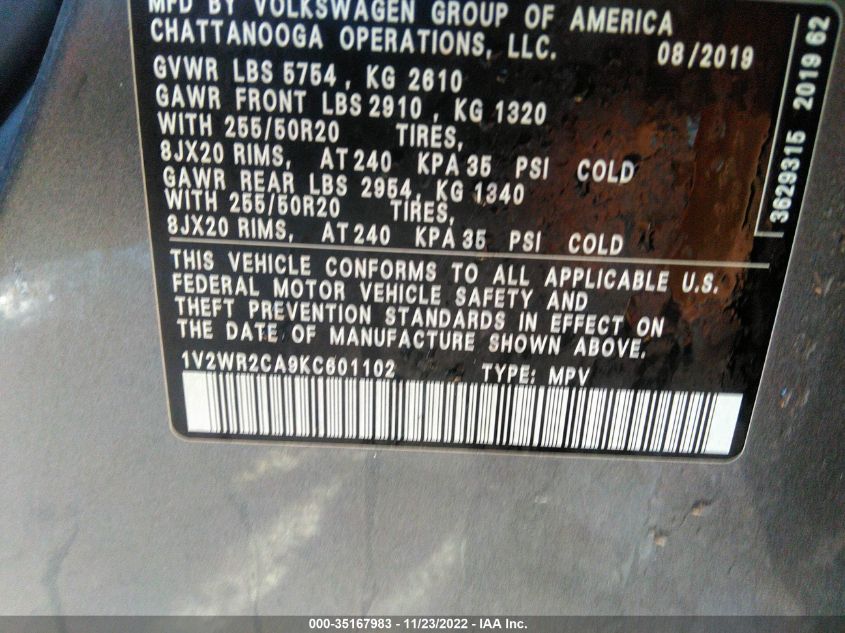 MFD BY VOLKSWAGEN GROUP OF AMERICA
CHATTANOOGA OPERATIONS, LLC. 08/2019
GVWR LBS 5754, KG 2610
GAWR FRONT LBS 2910, KG 1320
WITH 255/50R20 TIRES,
8JX20 RIMS, AT 240 KPA 35 PSI COLD
GAWR REAR LBS 2954, KG 1340
WITH 255/50R20 TIRES,
8JX20 RIMS, AT 240 KPA 35 PSI COLD
THIS VEHICLE CONFORMS TO ALL APPLICABLE U.S.
FEDERAL MOTOR VEHICLE SAFETY AND
THEFT PREVENTION STANDARDS IN EFFECT ON
THE DATE OF MANUFACTURE SHOWN ABOVE.
1V2WR2CA9KC601102 TYPE: MPV
3629315 2019 62
000-35167983 - 11/23/2022 - IAA Inc.